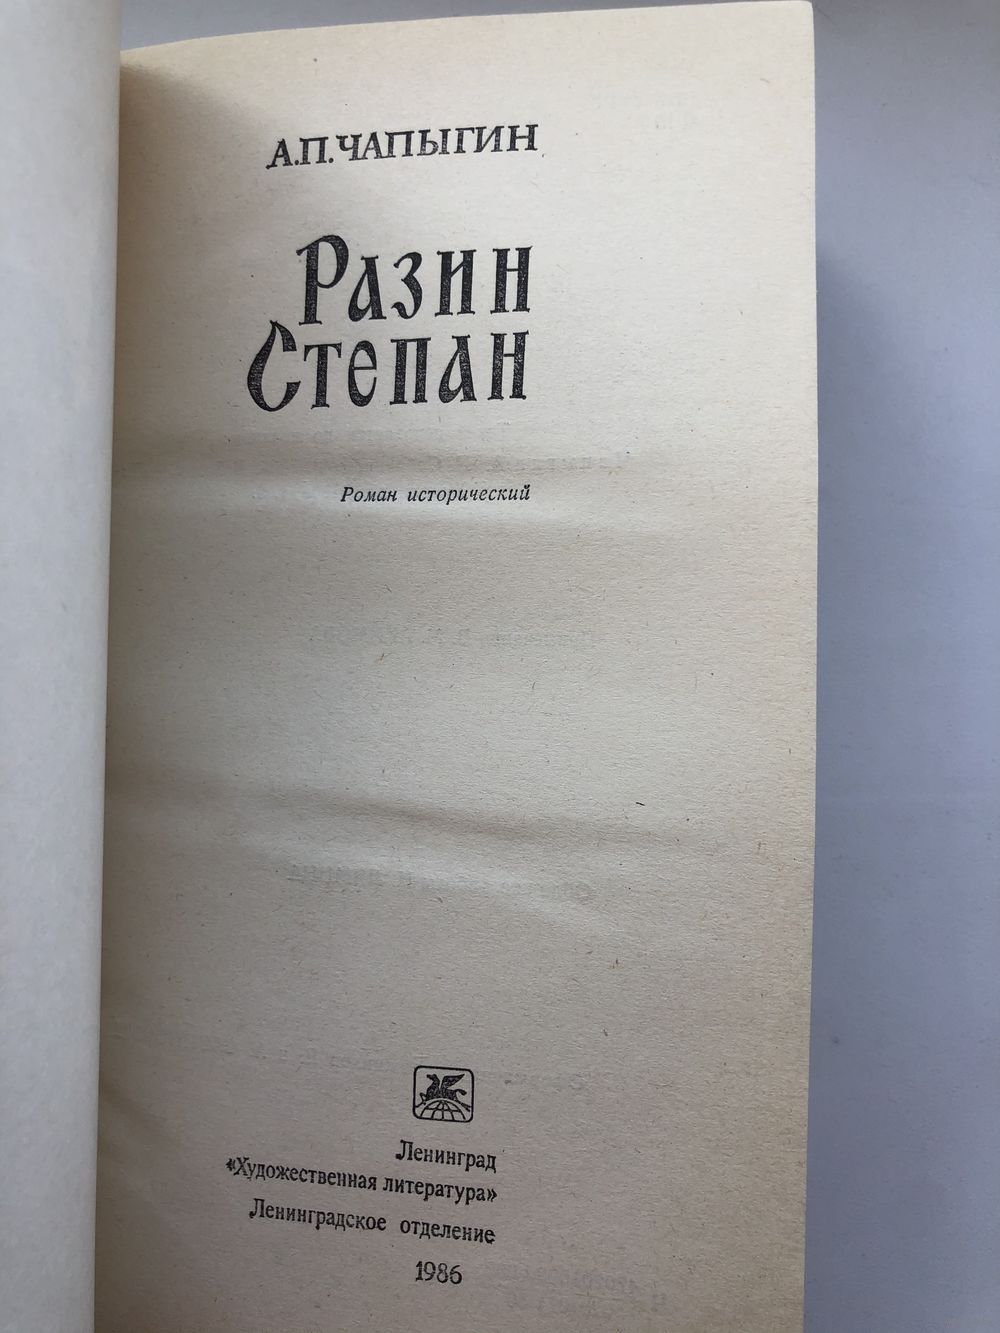 А.П.ЧАПЫГИН
Разин
Степан
Роман исторический
Ленинград
«Художественная литература»
Ленинградское отделение
1986